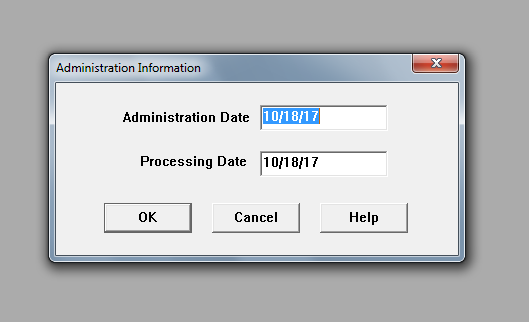 Administration Information
Administration Date 10/18/17
Processing Date 10/18/17
OK Cancel Help